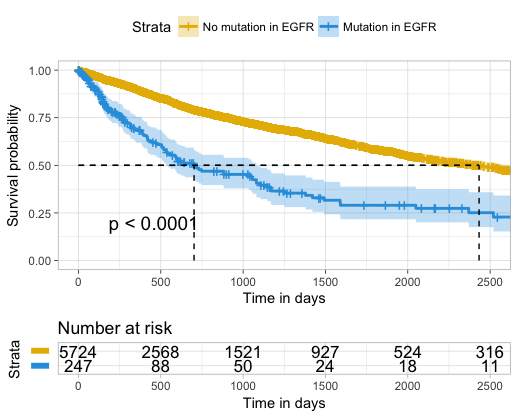 Strata No mutation in EGFR Mutation in EGFR
1.00
0.75
0.50
0.25
0.00
Survival probability
p < 0.0001
0 500 1000 1500 2000 2500
Time in days
Number at risk
Strata
5724 2568 1521 927 524 316
247 88 50 24 18 11
0 500 1000 1500 2000 2500
Time in days